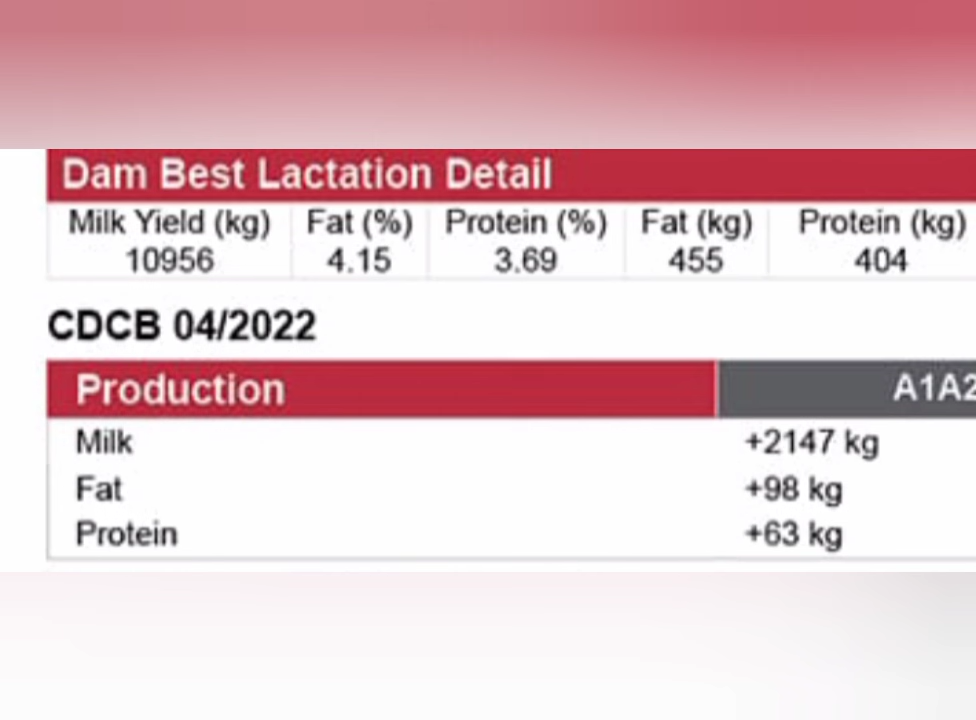 Dam Best Lactation Detail
Milk Yield (kg) Fat (%) Protein (%) Fat (kg) Protein (kg)
10956 4.15 3.69 455 404
CDCB 04/2022
Production A1A2
Milk +2147 kg
Fat +98 kg
Protein +63 kg